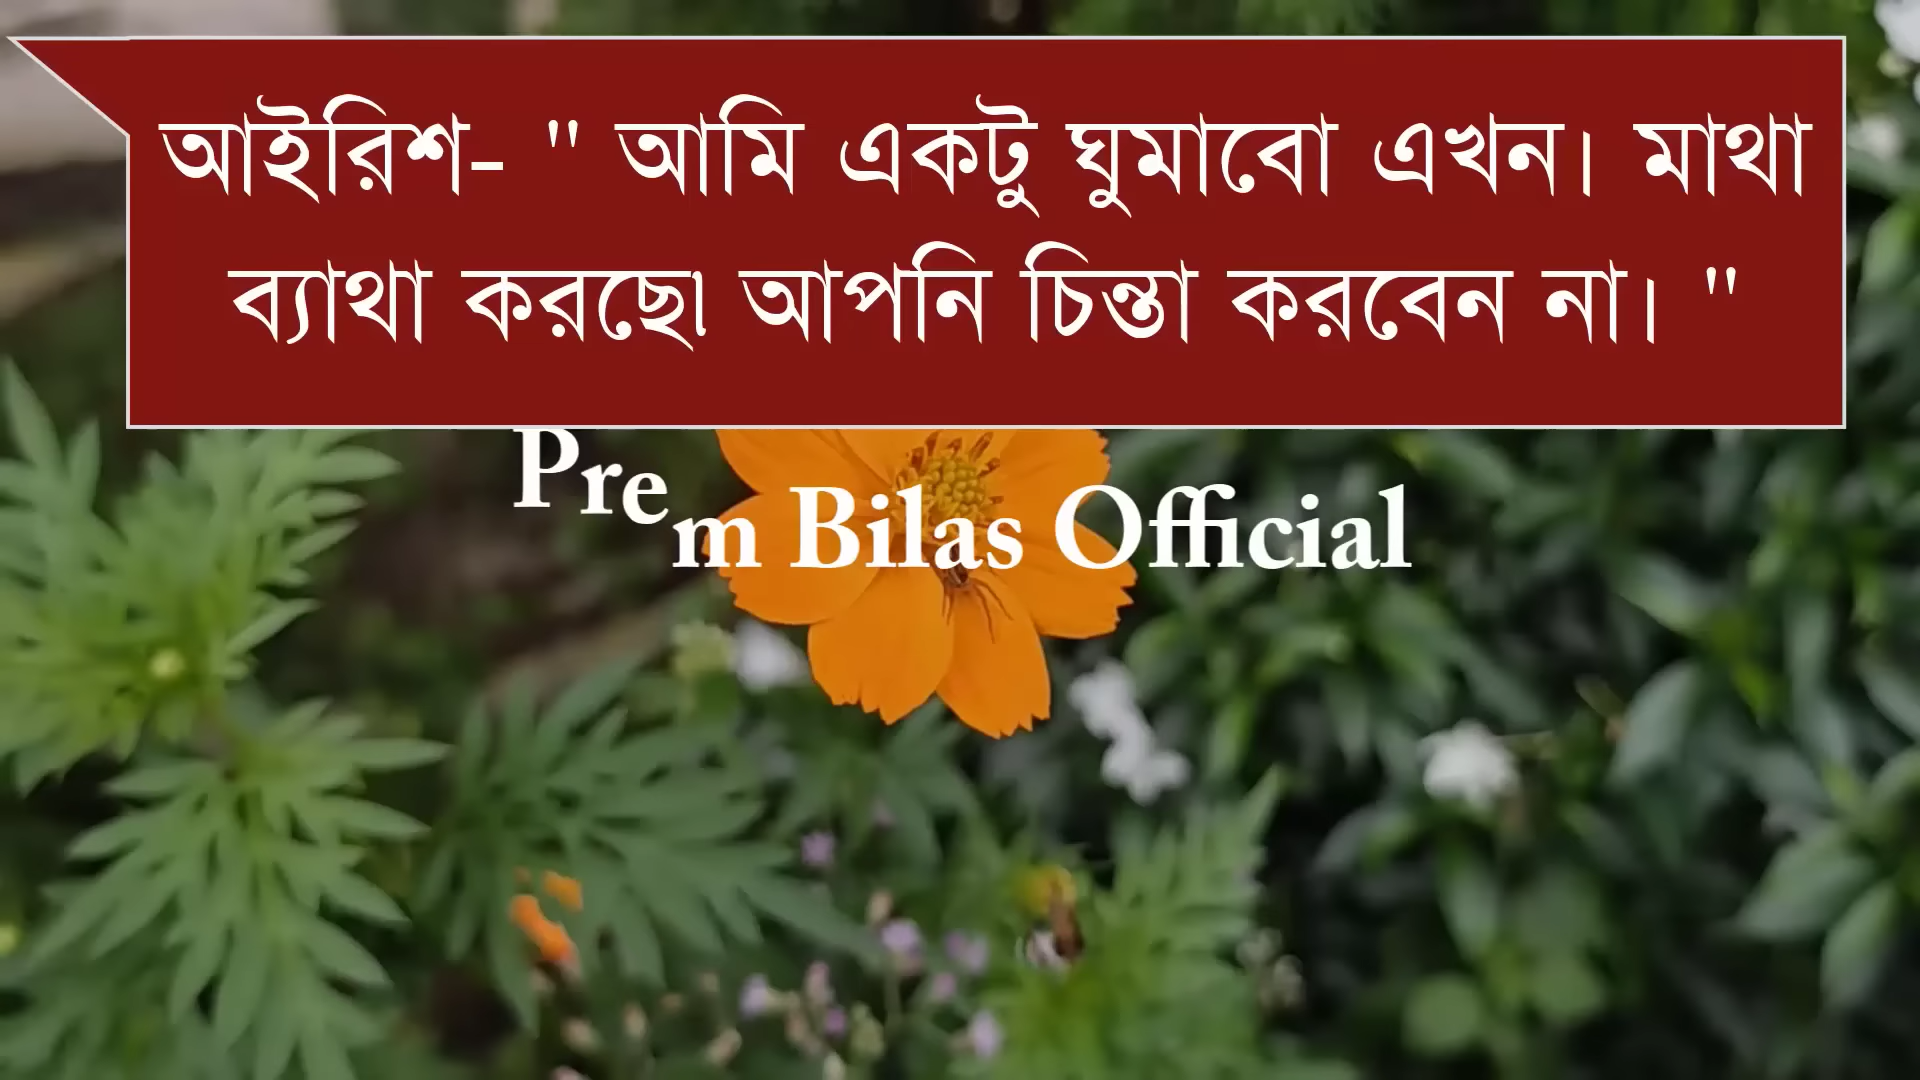 আইরিশ- " আমি একটু ঘুমাবো এখন। মাথা
ব্যাথা করছে৷ আপনি চিন্তা করবেন না। "
Prem Bilas Official